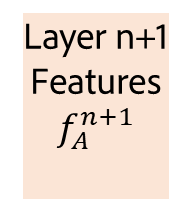 Layer n+1
Features
$f_A^{n+1}$